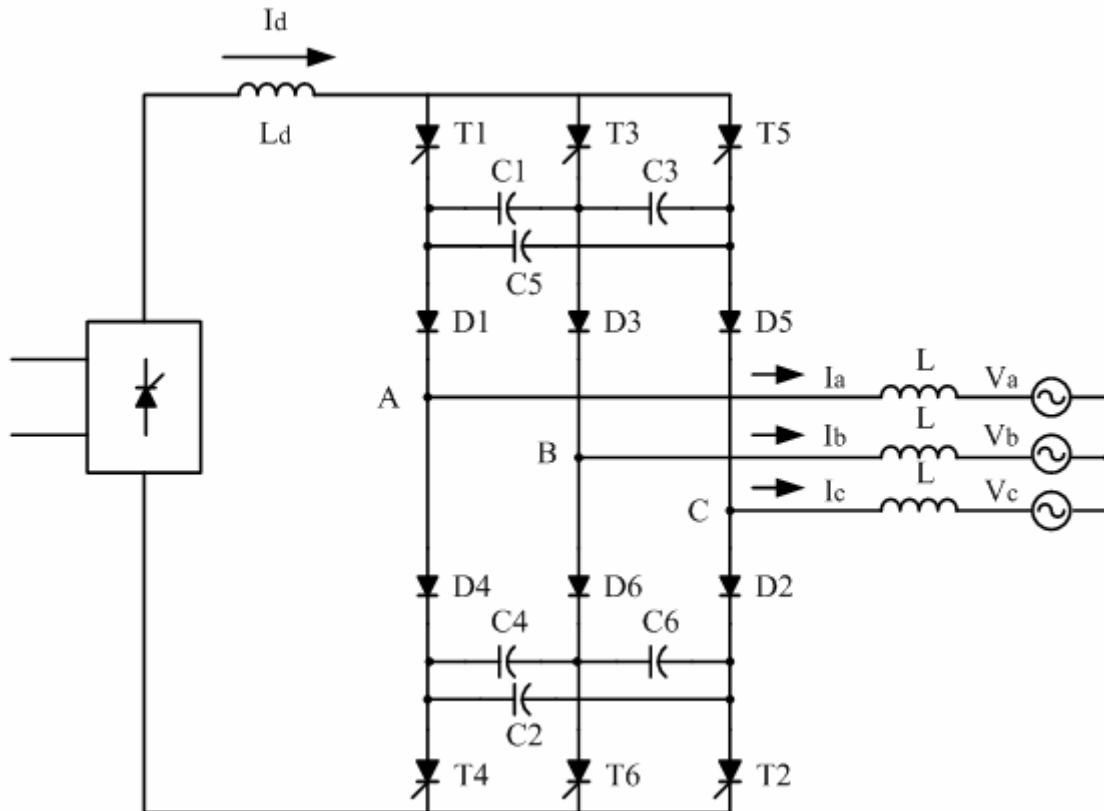 Id
Ld
T1 T3 T5
C1 C3
C5
D1 D3 D5
A Ia L Va
B Ib L Vb
C Ic L Vc
D4 D6 D2
C4 C6
C2
T4 T6 T2